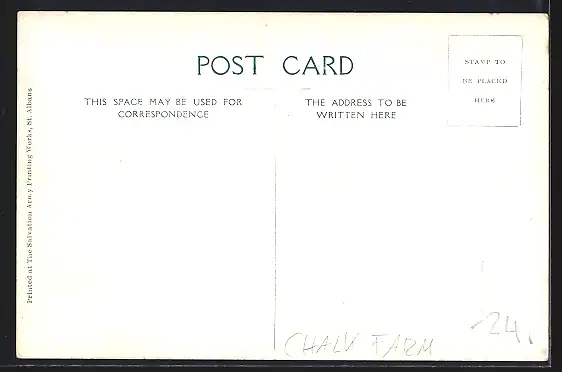 POST CARD
THIS SPACE MAY BE USED FOR
CORRESPONDENCE
THE ADDRESS TO BE
WRITTEN HERE
STAMP TO
BE PLACED
HERE
Printed at The Salvation Army Printing Works, St. Albans
CHALV FARM
-24,